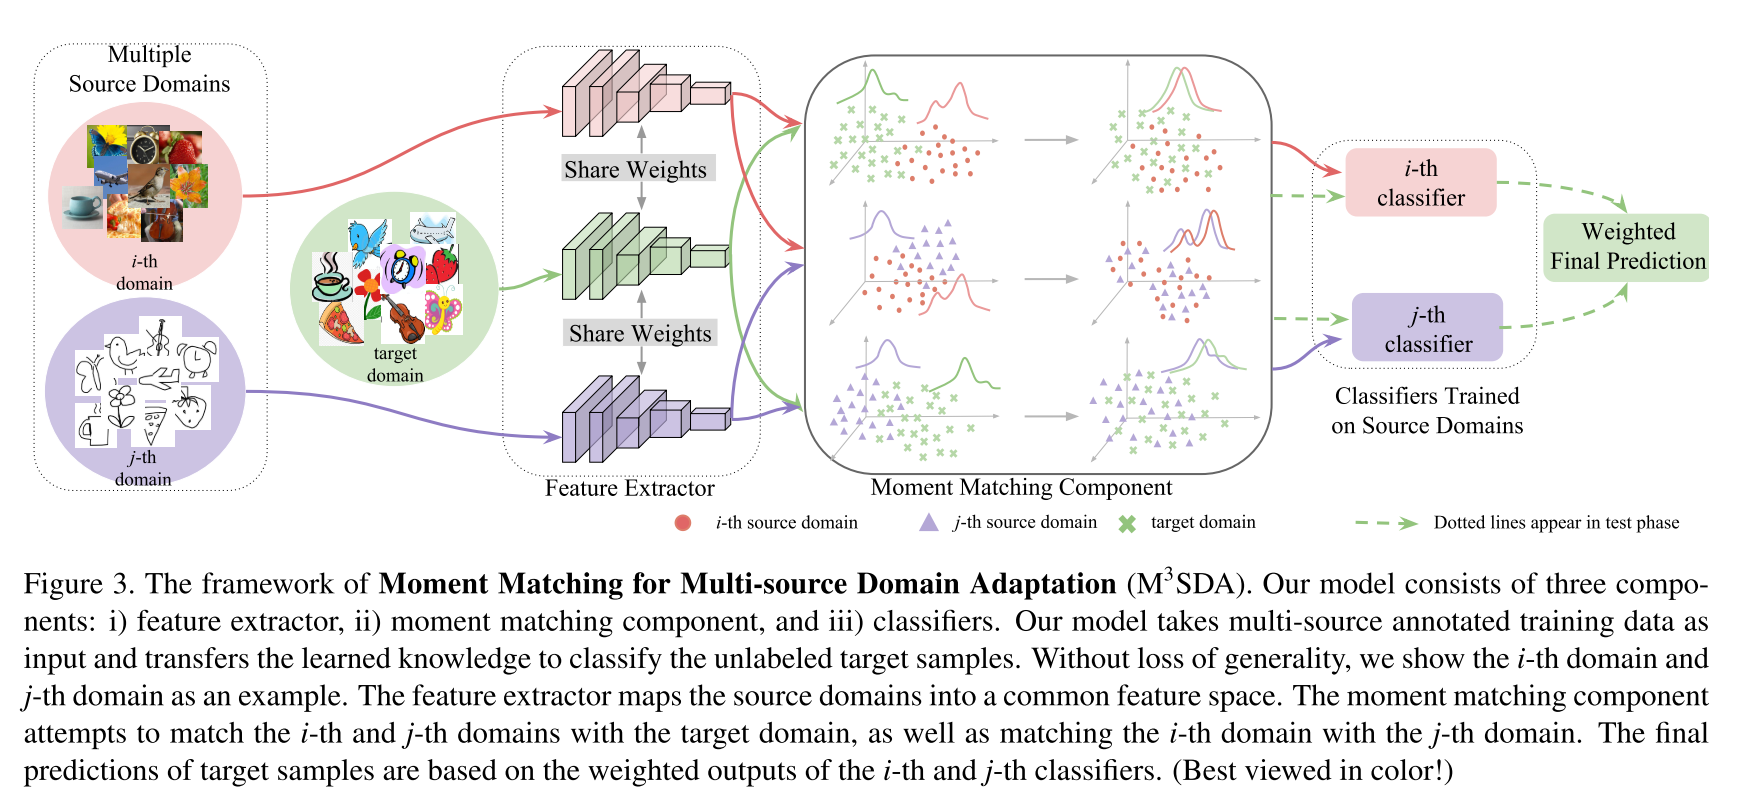 Multiple
Source Domains
i-th
domain
j-th
domain
target
domain
Share Weights
Share Weights
Feature Extractor
Moment Matching Component
i-th
classifier
j-th
classifier
Classifiers Trained
on Source Domains
Weighted
Final Prediction
i-th source domain
j-th source domain
target domain
Dotted lines appear in test phase
Figure 3. The framework of Moment Matching for Multi-source Domain Adaptation (M³SDA). Our model consists of three compo-
nents: i) feature extractor, ii) moment matching component, and iii) classifiers. Our model takes multi-source annotated training data as
input and transfers the learned knowledge to classify the unlabeled target samples. Without loss of generality, we show the i-th domain and
j-th domain as an example. The feature extractor maps the source domains into a common feature space. The moment matching component
attempts to match the i-th and j-th domains with the target domain, as well as matching the i-th domain with the j-th domain. The final
predictions of target samples are based on the weighted outputs of the i-th and j-th classifiers. (Best viewed in color!)